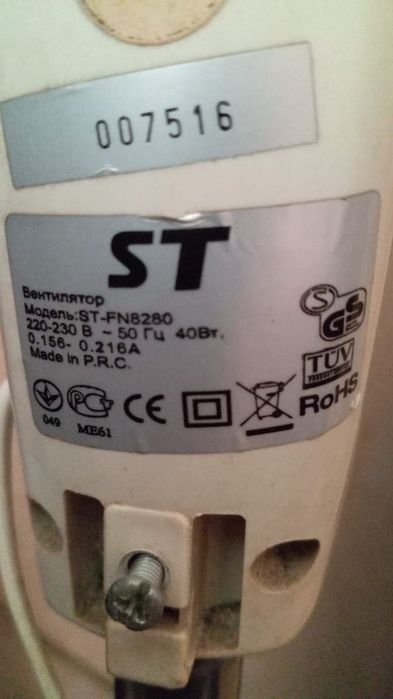 007516
ST
Вентилятор
Модель:ST-FN8280
220-230 В ~ 50 Гц 40Вт.
0.156- 0.216A
Made in P.R.C.
S GS
TÜV
RoHS
PCT CE
049 ME61